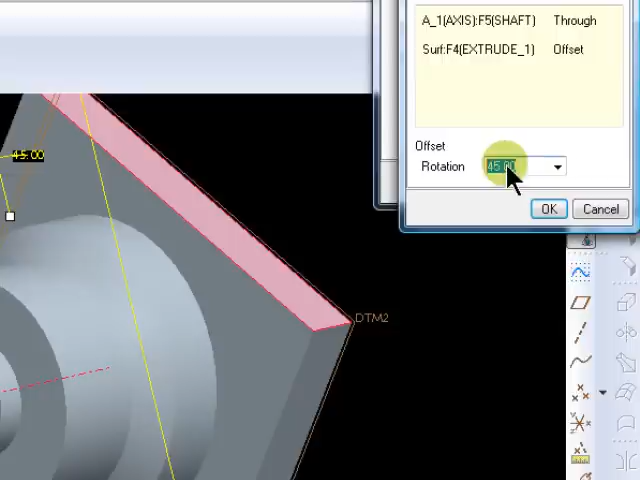 A_1(AXIS):F5(SHAFT) Through
Surf:F4(EXTRUDE_1) Offset
Offset
Rotation 45.00
OK Cancel
45.00
DTM2